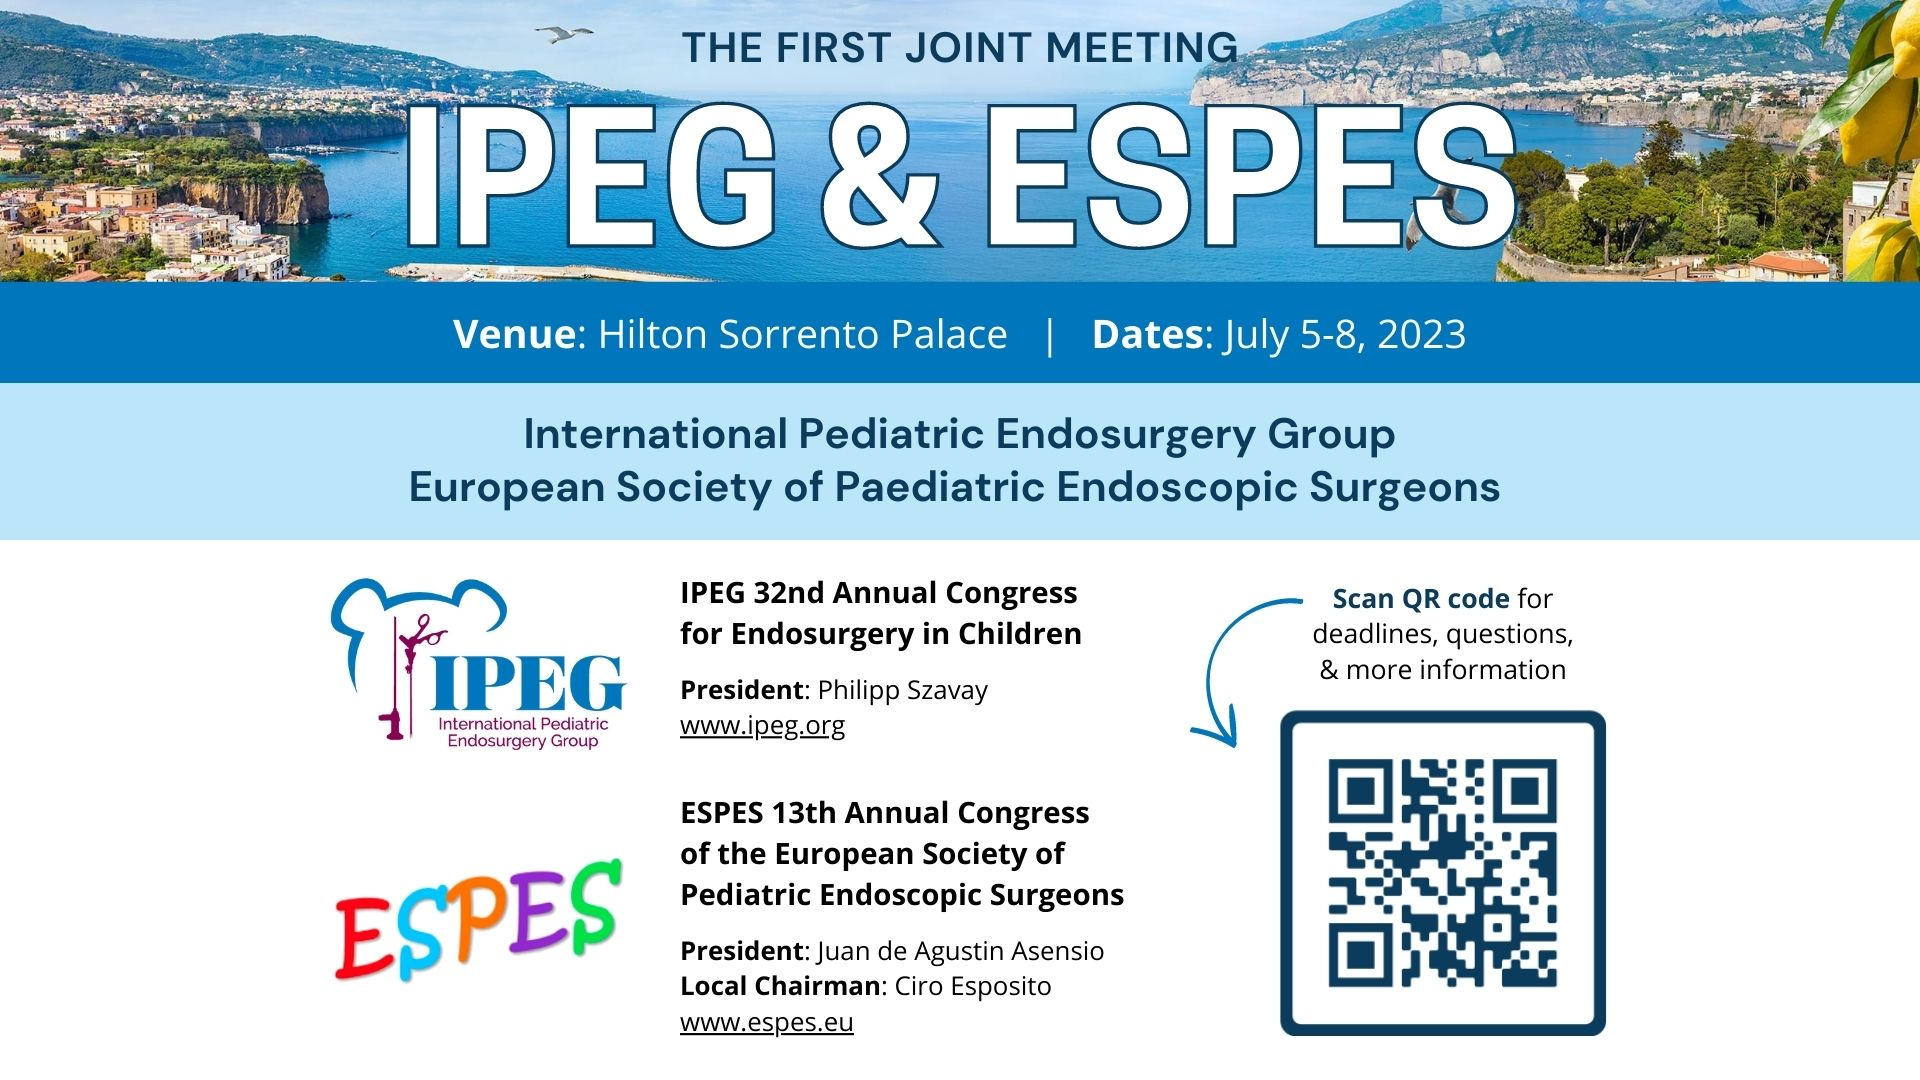 THE FIRST JOINT MEETING
IPEG & ESPES
Venue: Hilton Sorrento Palace | Dates: July 5-8, 2023
International Pediatric Endosurgery Group
European Society of Paediatric Endoscopic Surgeons
IPEG
International Pediatric
Endosurgery Group
IPEG 32nd Annual Congress
for Endosurgery in Children
President: Philipp Szavay
www.ipeg.org
ESPES
ESPES 13th Annual Congress
of the European Society of
Pediatric Endoscopic Surgeons
President: Juan de Agustin Asensio
Local Chairman: Ciro Esposito
www.espes.eu
Scan QR code for
deadlines, questions,
& more information